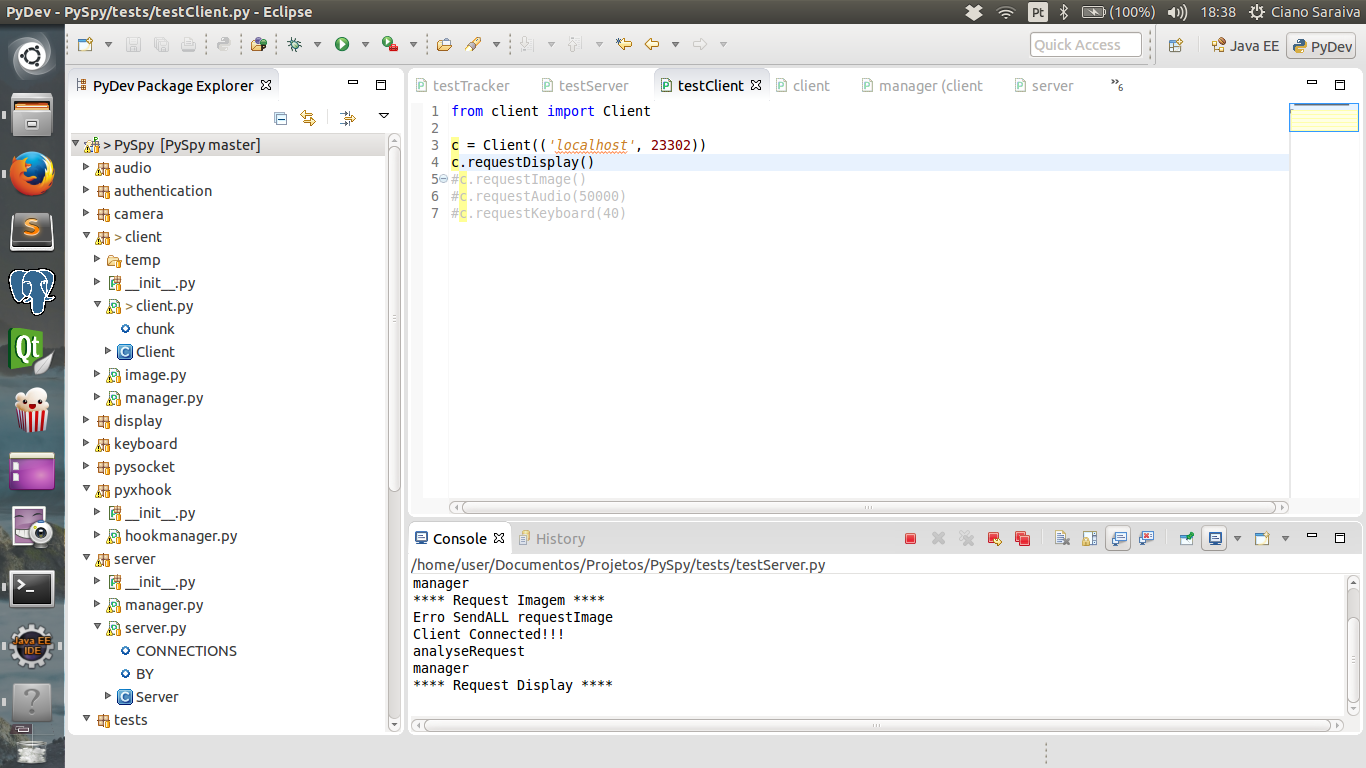 PyDev - PySpy/tests/testClient.py - Eclipse
Pt
(100%)
18:38
Ciano Saraiva
Quick Access
Java EE
PyDev
PyDev Package Explorer
> PySpy [PySpy master]
audio
authentication
camera
> client
temp
__init__.py
> client.py
chunk
C Client
image.py
manager.py
display
keyboard
pysocket
pyxhook
__init__.py
hookmanager.py
server
__init__.py
manager.py
server.py
CONNECTIONS
BY
C Server
tests
S
Qt
>_
Java EE
IDE
?
testTracker
testServer
testClient
client
manager (client
server
»6
1 from client import Client
2
3 c = Client(('localhost', 23302))
4 c.requestDisplay()
5 #c.requestImage()
6 #c.requestAudio(50000)
7 #c.requestKeyboard(40)
Console
History
/home/user/Documentos/Projetos/PySpy/tests/testServer.py
manager
**** Request Imagem ****
Erro SendALL requestImage
Client Connected!!!
analyseRequest
manager
**** Request Display ****